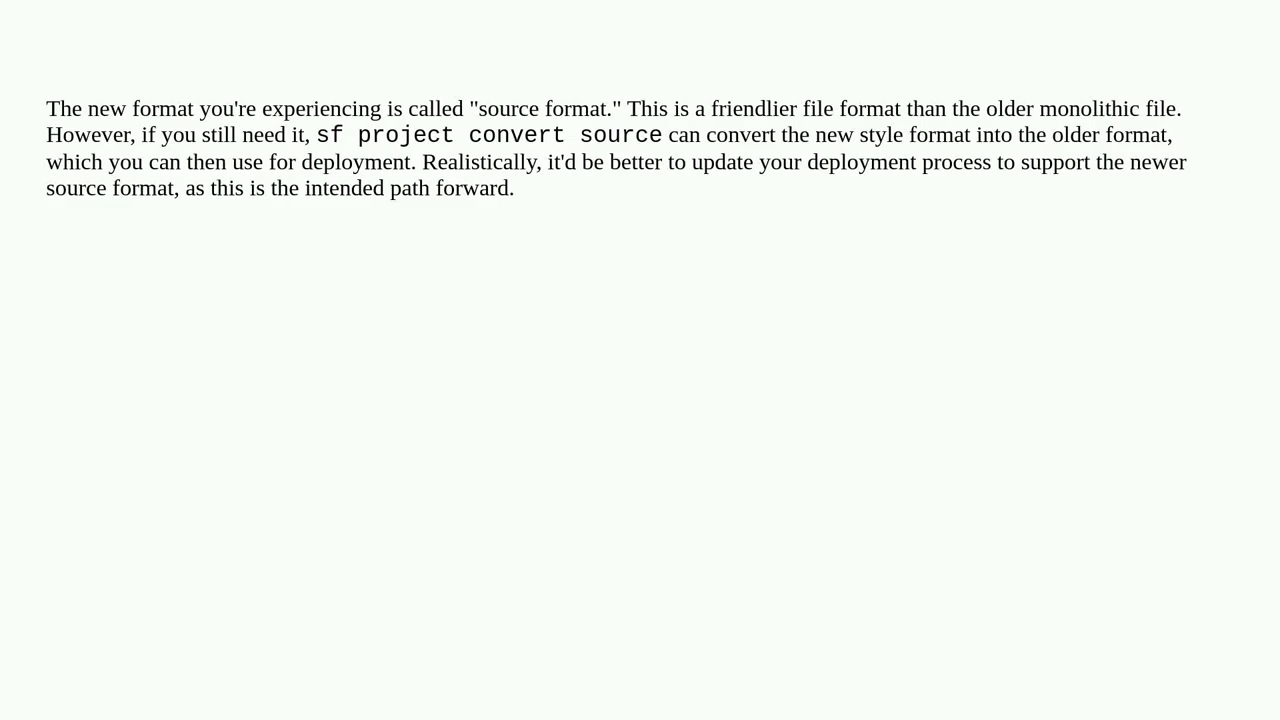 The new format you're experiencing is called "source format." This is a friendlier file format than the older monolithic file.
However, if you still need it, sf project convert source can convert the new style format into the older format,
which you can then use for deployment. Realistically, it'd be better to update your deployment process to support the newer
source format, as this is the intended path forward.